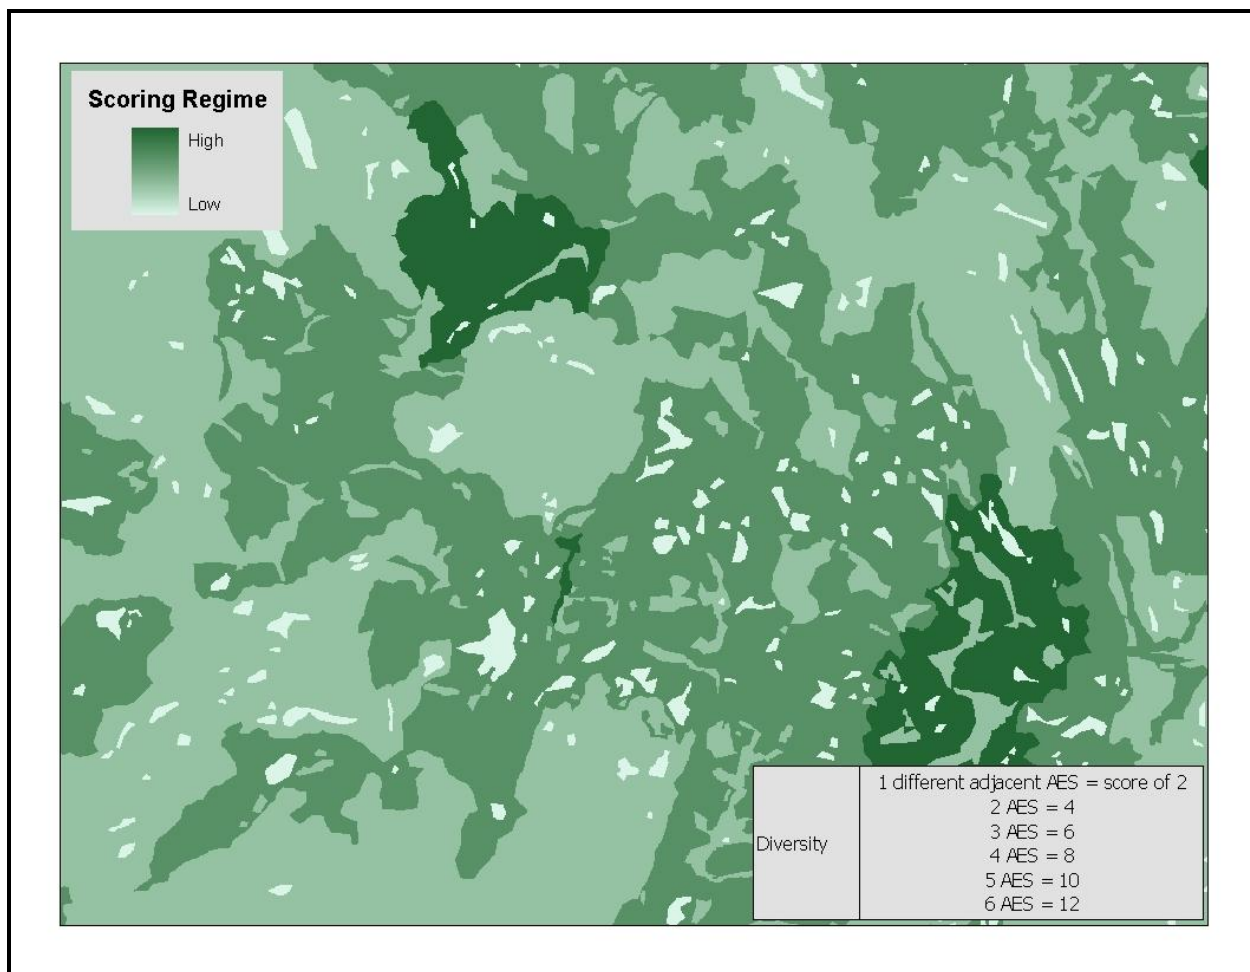 Scoring Regime
High
Low
Diversity
1 different adjacent AES = score of 2
2 AES = 4
3 AES = 6
4 AES = 8
5 AES = 10
6 AES = 12